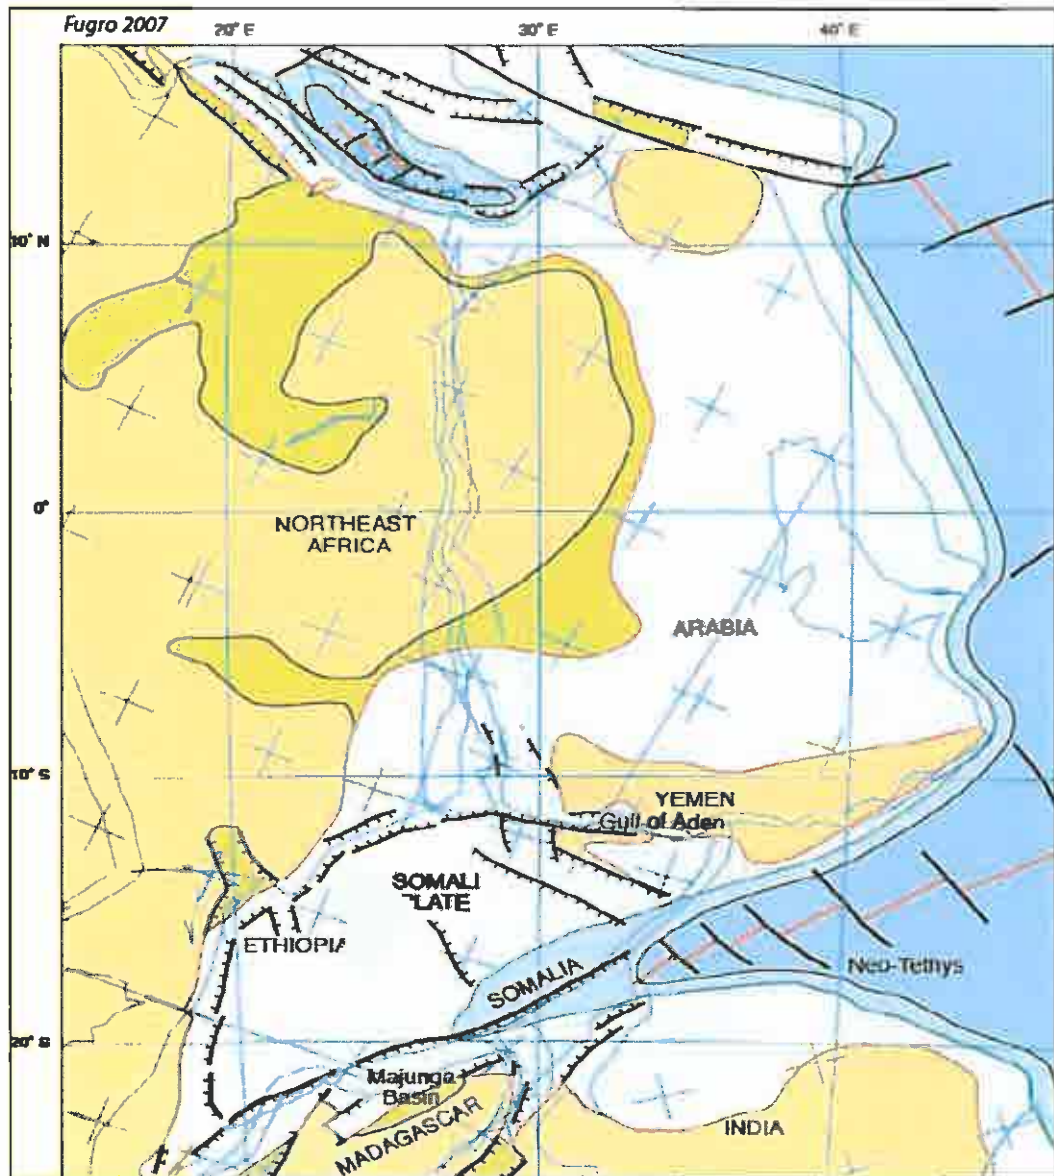 Fugro 2007
20° E
30° E
40° E
10° N
0°
NORTHEAST
AFRICA
ARABIA
10° S
YEMEN
Gulf of Aden
SOMALI
ETHIOPIA
SOMALIA
Neo-Tethys
20° S
Majunga
Basin
MADAGASCAR
INDIA